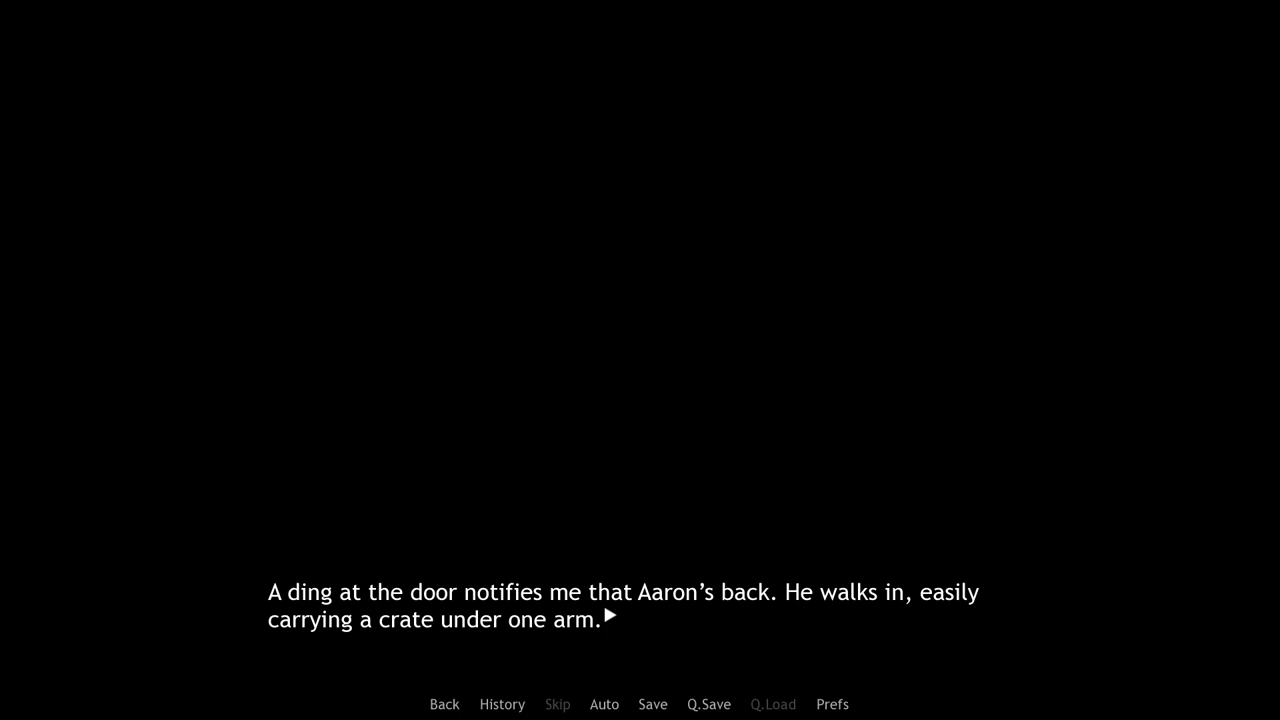 A ding at the door notifies me that Aaron’s back. He walks in, easily
carrying a crate under one arm.
Back History Skip Auto Save Q.Save Q.Load Prefs